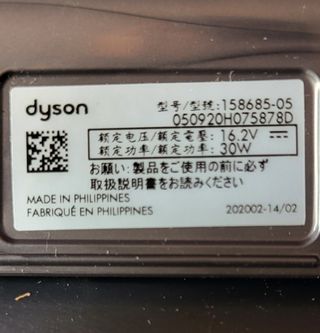 dyson
型号/型號:158685-05
050920H075878D
额定电压/額定電壓:16.2V
额定功率/額定功率:30W
お願い:製品をご使用の前に必ず
取扱説明書をお読みください。
MADE IN PHILIPPINES
FABRIQUÉ EN PHILIPPINES
202002-14/02